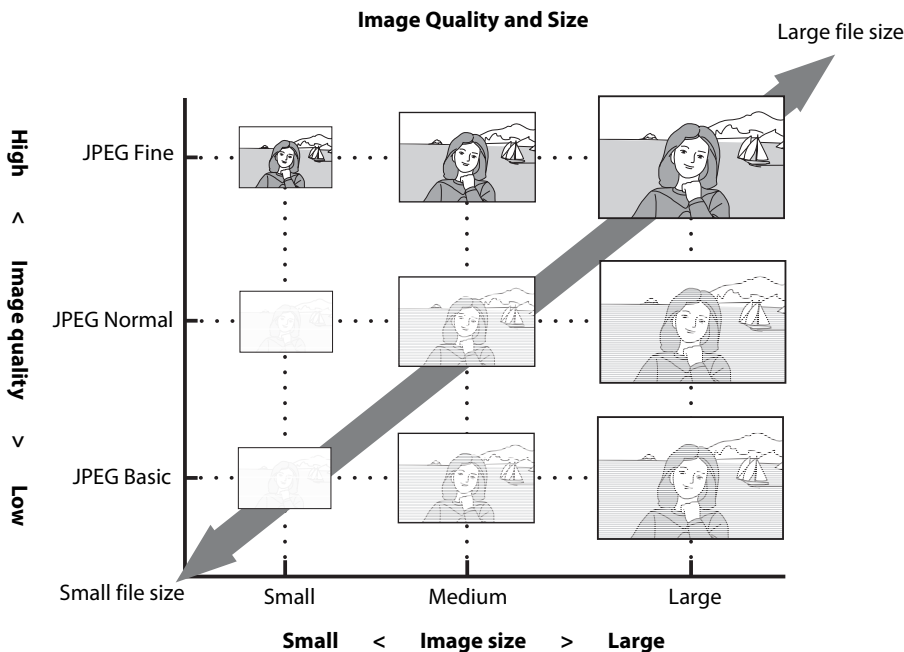 Image Quality and Size
Large file size
High < Image quality > Low
JPEG Fine
JPEG Normal
JPEG Basic
Small file size
Small Medium Large
Small < Image size > Large